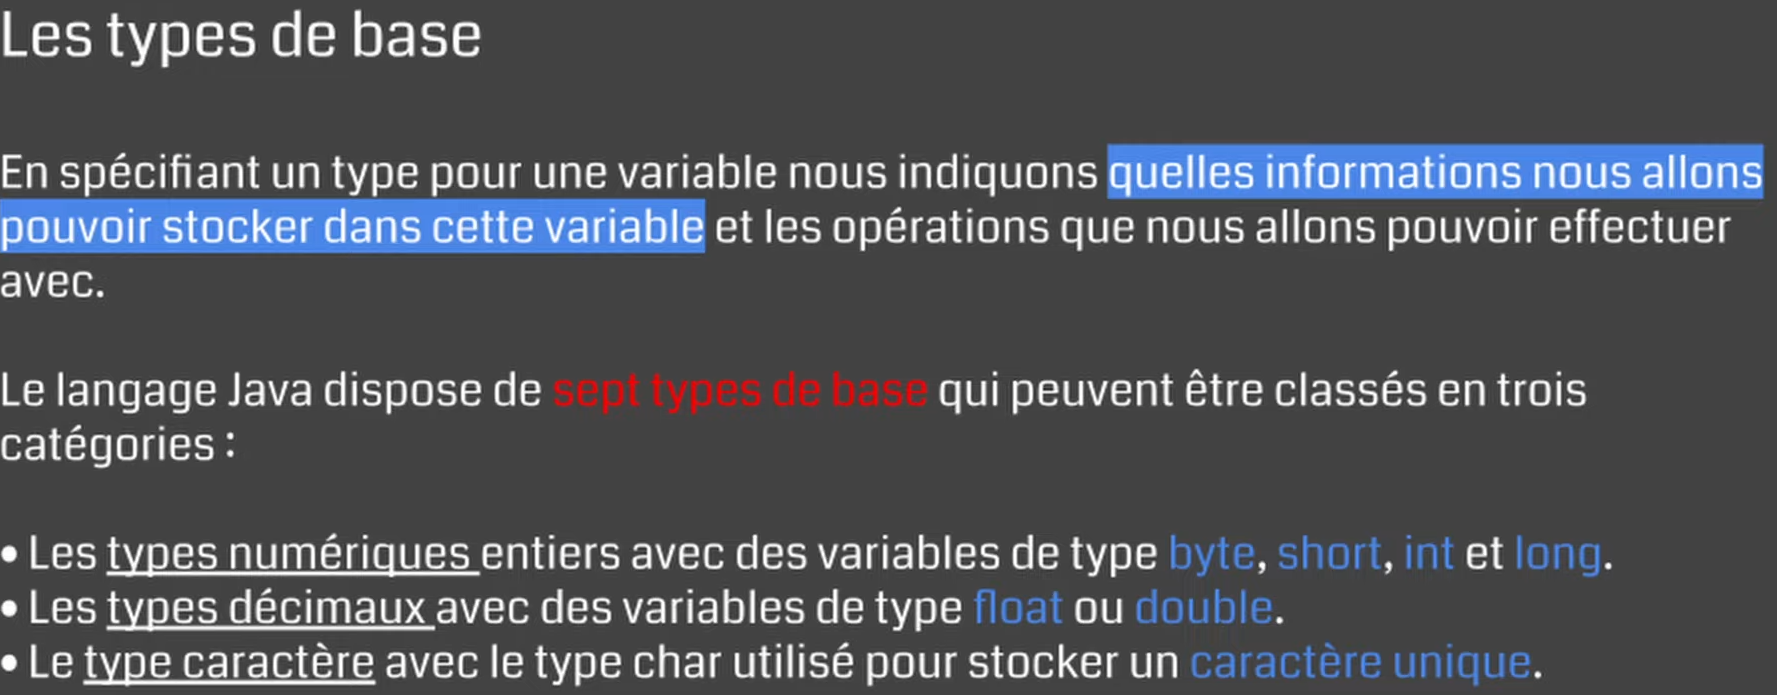 Les types de base
En spécifiant un type pour une variable nous indiquons quelles informations nous allons
pouvoir stocker dans cette variable et les opérations que nous allons pouvoir effectuer
avec.
Le langage Java dispose de sept types de base qui peuvent être classés en trois
catégories :
• Les types numériques entiers avec des variables de type byte, short, int et long.
• Les types décimaux avec des variables de type float ou double.
• Le type caractère avec le type char utilisé pour stocker un caractère unique.